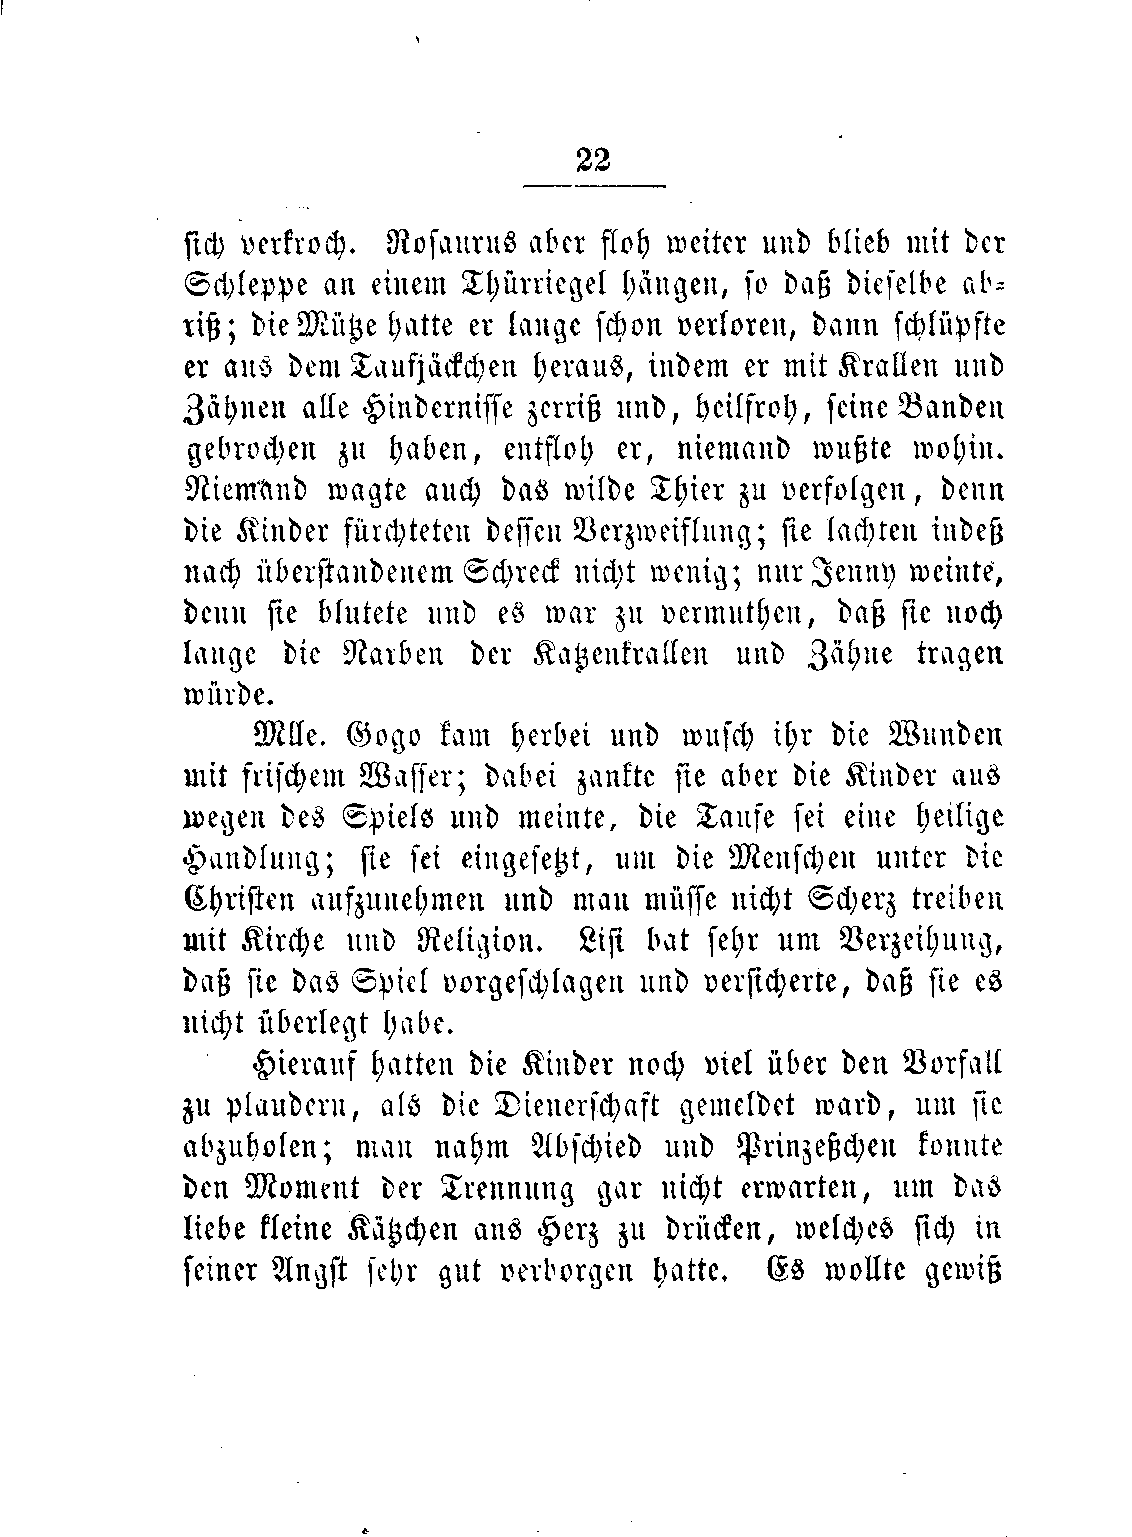 22
sich verkroch. Rosaurus aber floh weiter und blieb mit der
Schleppe an einem Thürriegel hängen, so daß dieselbe ab-
riß; die Mütze hatte er lange schon verloren, dann schlüpfte
er aus dem Taufjäckchen heraus, indem er mit Krallen und
Zähnen alle Hindernisse zerriß und, heilfroh, seine Banden
gebrochen zu haben, entfloh er, niemand wußte wohin.
Niemand wagte auch das wilde Thier zu verfolgen, denn
die Kinder fürchteten dessen Verzweiflung; sie lachten indeß
nach überstandenem Schreck nicht wenig; nur Jenny weinte,
denn sie blutete und es war zu vermuthen, daß sie noch
lange die Narben der Katzenkrallen und Zähne tragen
würde.
Mlle. Gogo kam herbei und wusch ihr die Wunden
mit frischem Wasser; dabei zankte sie aber die Kinder aus
wegen des Spiels und meinte, die Taufe sei eine heilige
Handlung; sie sei eingesetzt, um die Menschen unter die
Christen aufzunehmen und man müsse nicht Scherz treiben
mit Kirche und Religion. Lisi bat sehr um Verzeihung,
daß sie das Spiel vorgeschlagen und versicherte, daß sie es
nicht überlegt habe.
Hierauf hatten die Kinder noch viel über den Vorfall
zu plaudern, als die Dienerschaft gemeldet ward, um sie
abzuholen; man nahm Abschied und Prinzeßchen konnte
den Moment der Trennung gar nicht erwarten, um das
liebe kleine Kätzchen ans Herz zu drücken, welches sich in
seiner Angst sehr gut verborgen hatte. Es wollte gewiß